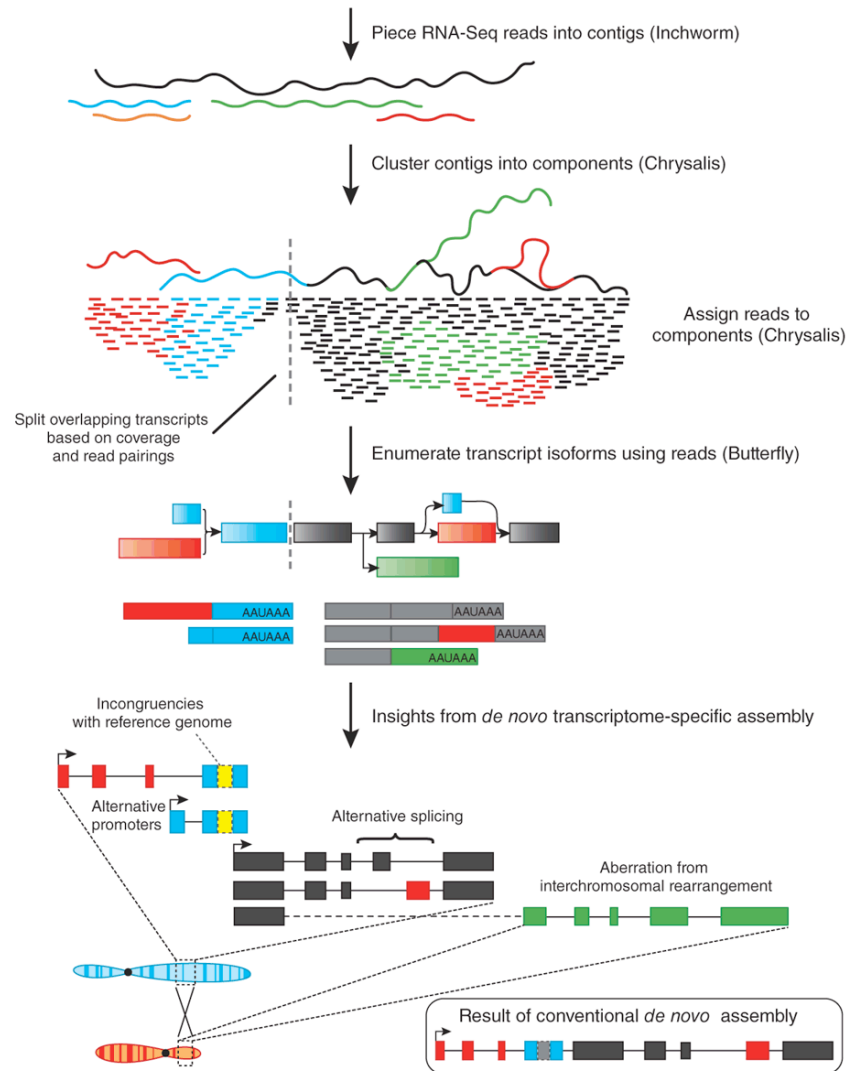 Piece RNA-Seq reads into contigs (Inchworm)
Cluster contigs into components (Chrysalis)
Assign reads to
components (Chrysalis)
Split overlapping transcripts
based on coverage
and read pairings
Enumerate transcript isoforms using reads (Butterfly)
AAUAAA
AAUAAA
AAUAAA
AAUAAA
AAUAAA
Insights from de novo transcriptome-specific assembly
Incongruencies
with reference genome
Alternative
promoters
Alternative splicing
Aberration from
interchromosomal rearrangement
Result of conventional de novo assembly